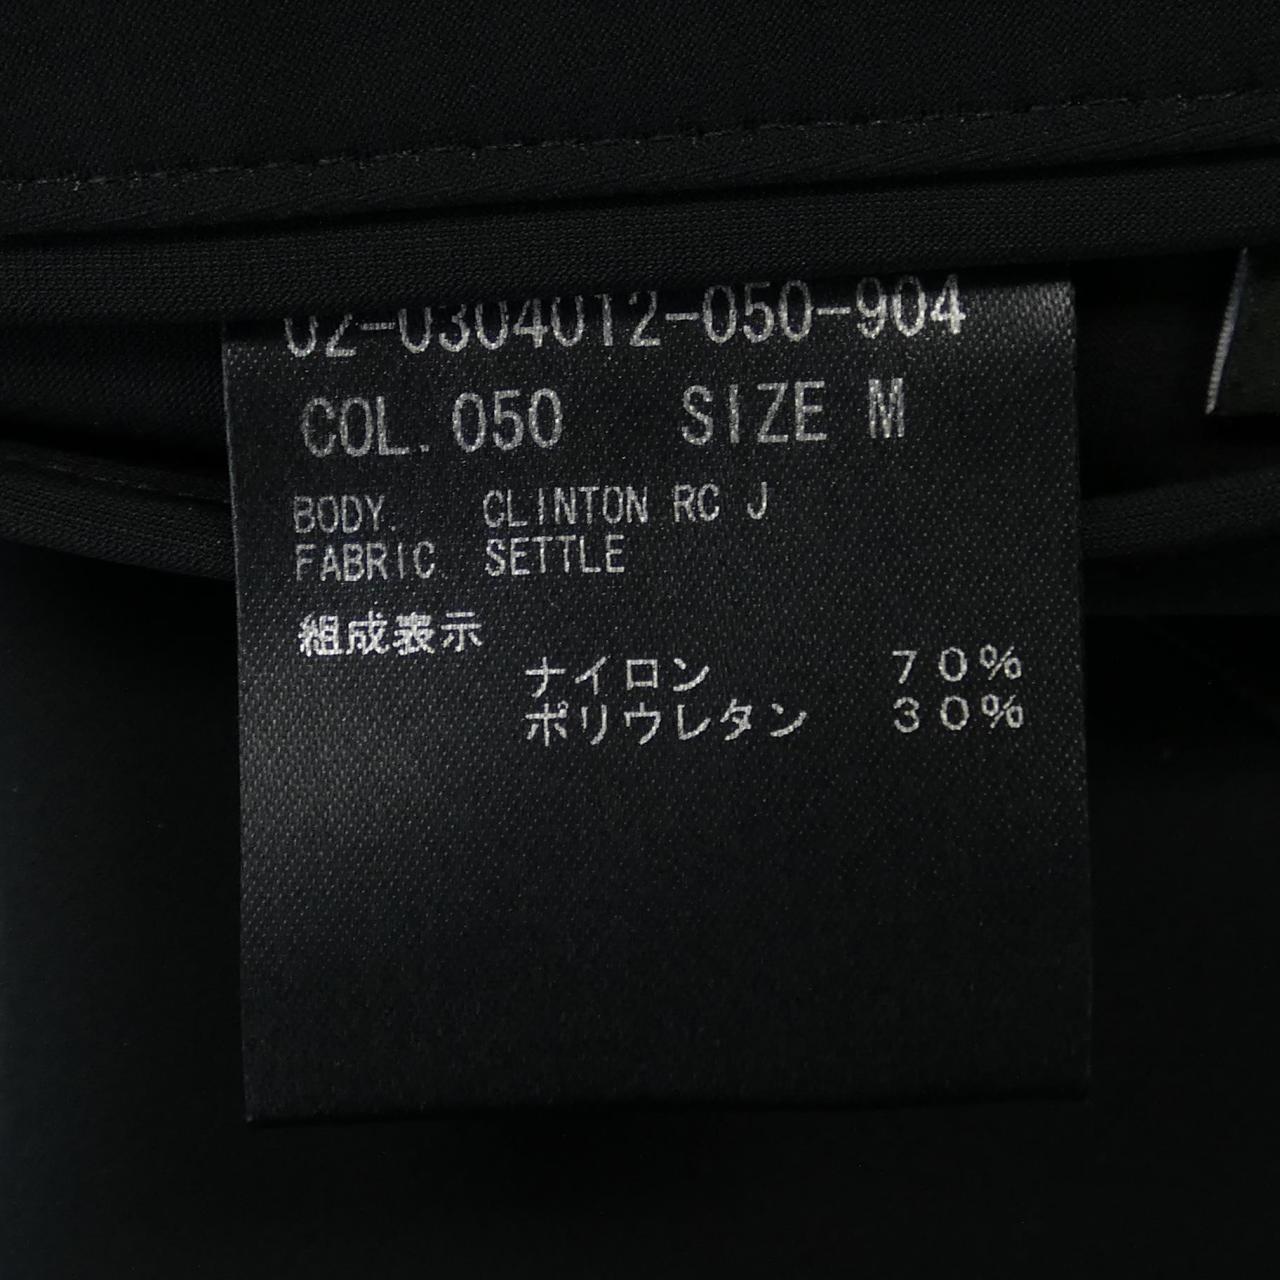 02-0304012-050-904
COL. 050 SIZE M
BODY. CLINTON RC J
FABRIC. SETTLE
組成表示
ナイロン 70%
ポリウレタン 30%